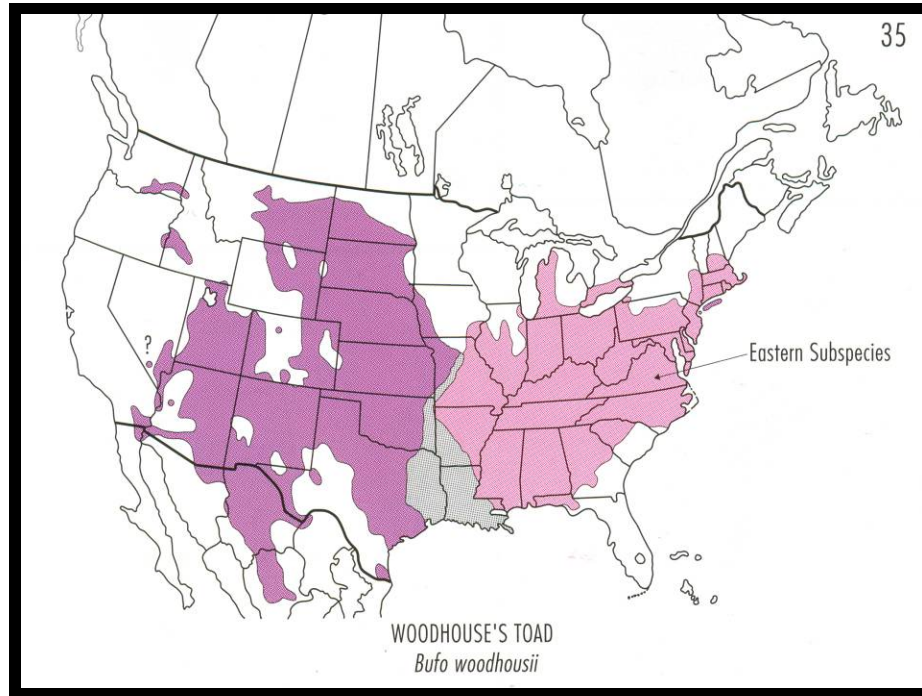 35
?
Eastern Subspecies
WOODHOUSE'S TOAD
Bufo woodhousii